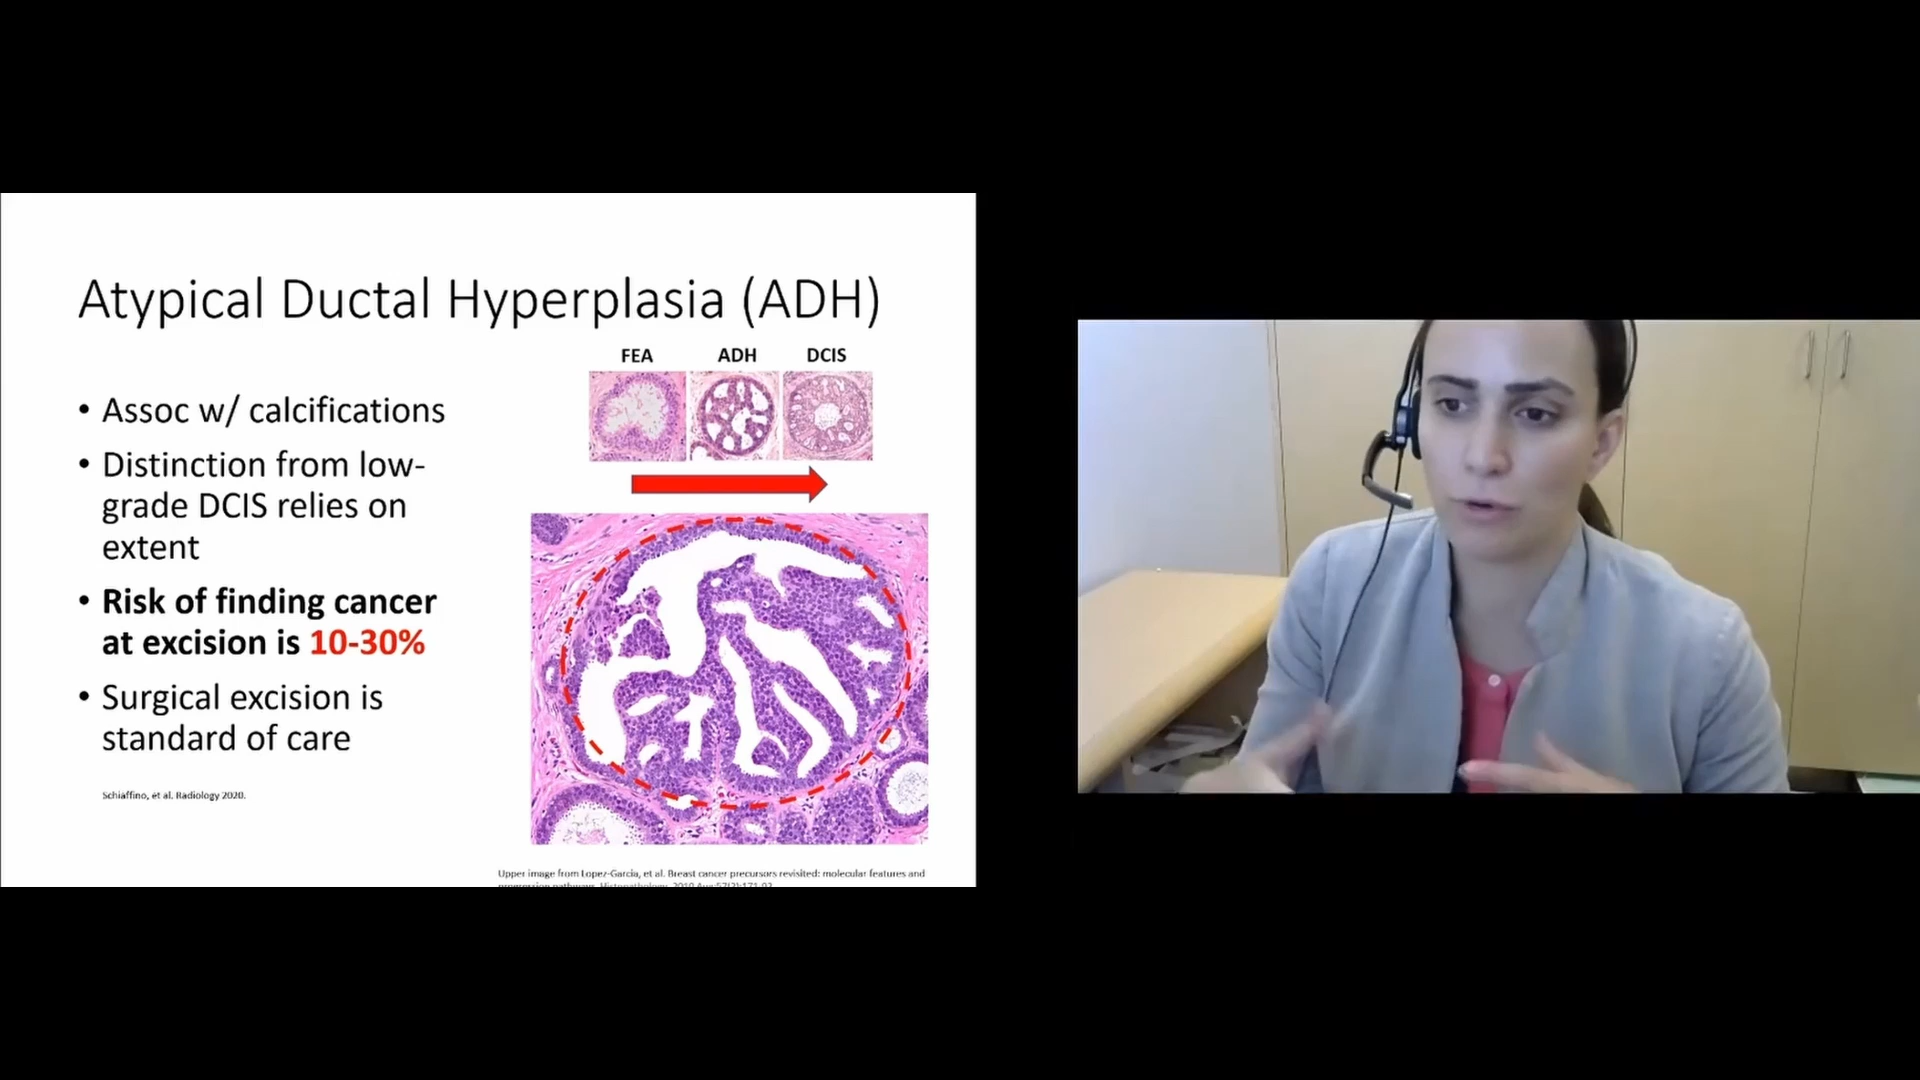 Atypical Ductal Hyperplasia (ADH)
FEA ADH DCIS
• Assoc w/ calcifications
• Distinction from low-
grade DCIS relies on
extent
• Risk of finding cancer
at excision is 10-30%
• Surgical excision is
standard of care
Schiaffino, et al. Radiology 2020.
Upper image from Lopez-Garcia, et al. Breast cancer precursors revisited: molecular features and